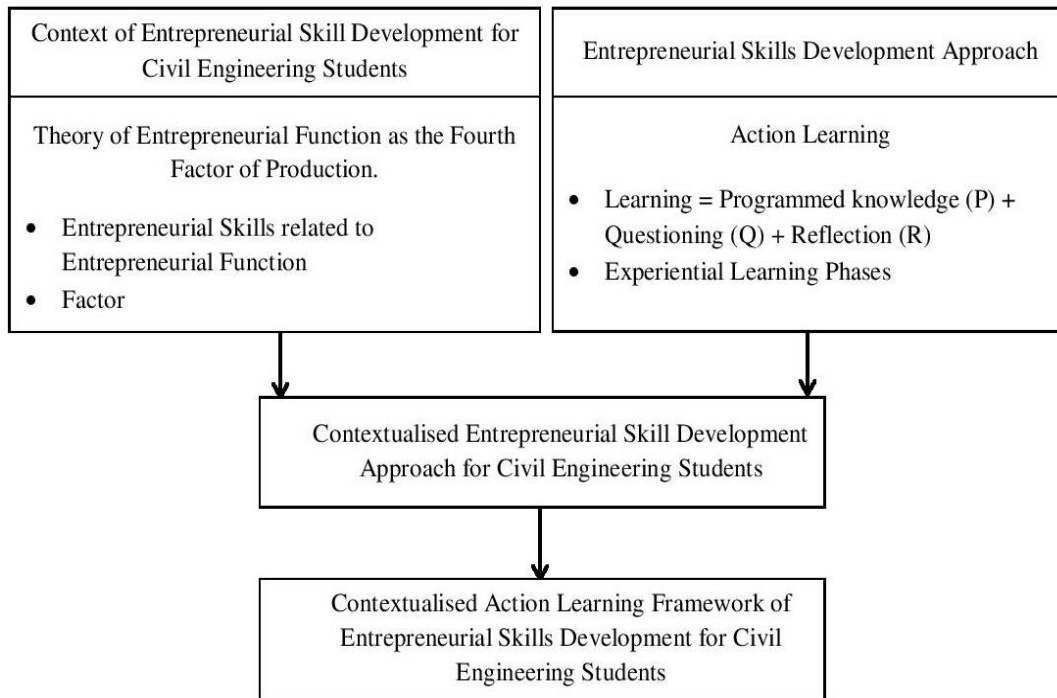 Context of Entrepreneurial Skill Development for
Civil Engineering Students
Theory of Entrepreneurial Function as the Fourth
Factor of Production.
• Entrepreneurial Skills related to
Entrepreneurial Function
• Factor
Entrepreneurial Skills Development Approach
Action Learning
• Learning = Programmed knowledge (P) +
Questioning (Q) + Reflection (R)
• Experiential Learning Phases
Contextualised Entrepreneurial Skill Development
Approach for Civil Engineering Students
Contextualised Action Learning Framework of
Entrepreneurial Skills Development for Civil
Engineering Students